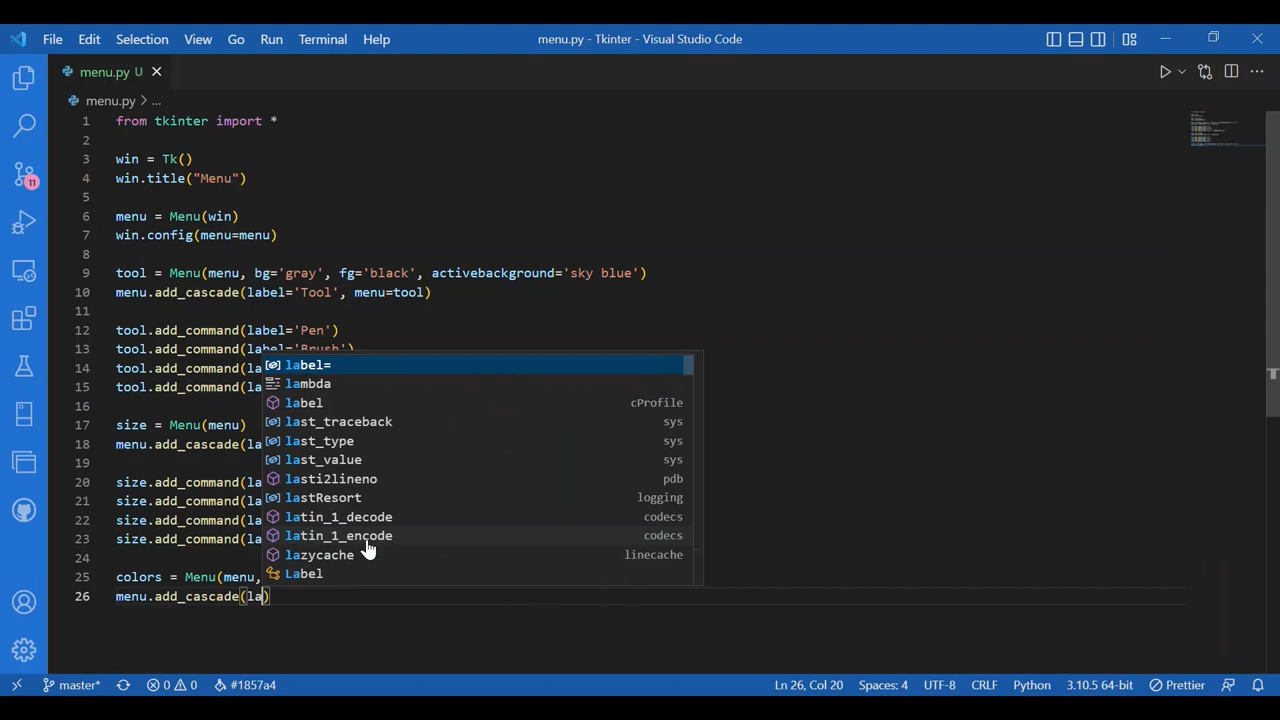 File Edit Selection View Go Run Terminal Help menu.py - Tkinter - Visual Studio Code
menu.py U
menu.py > ...
1 from tkinter import *
2
3 win = Tk()
4 win.title("Menu")
5
6 menu = Menu(win)
7 win.config(menu=menu)
8
9 tool = Menu(menu, bg='gray', fg='black', activebackground='sky blue')
10 menu.add_cascade(label='Tool', menu=tool)
11
12 tool.add_command(label='Pen')
13 tool.add_command(label='Brush')
14 tool.add_command(la
15 tool.add_command(la
16
17 size = Menu(menu)
18 menu.add_cascade(la
19
20 size.add_command(la
21 size.add_command(la
22 size.add_command(la
23 size.add_command(la
24
25 colors = Menu(menu,
26 menu.add_cascade(la)
label=
lambda
label cProfile
last_traceback sys
last_type sys
last_value sys
lasti2lineno pdb
lastResort logging
latin_1_decode codecs
latin_1_encode codecs
lazycache linecache
Label
11
master* 0 0 #1857a4 Ln 26, Col 20 Spaces: 4 UTF-8 CRLF Python 3.10.5 64-bit Prettier